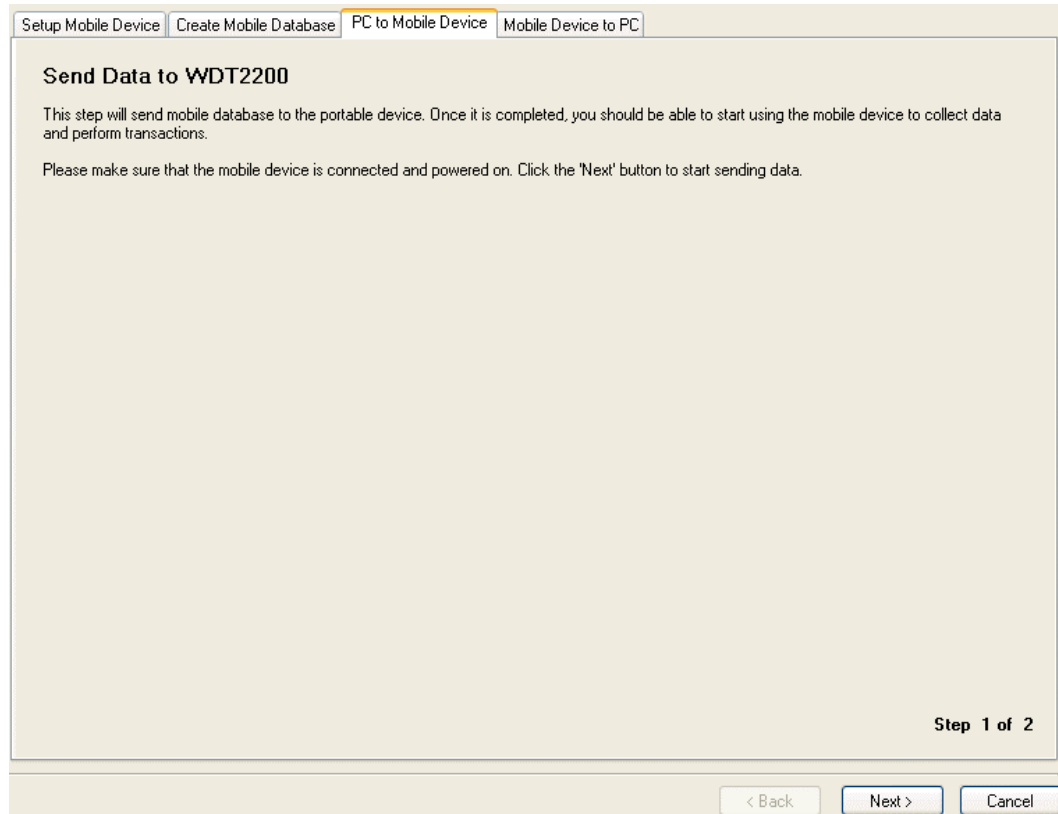 Setup Mobile Device Create Mobile Database PC to Mobile Device Mobile Device to PC
Send Data to WDT2200
This step will send mobile database to the portable device. Once it is completed, you should be able to start using the mobile device to collect data
and perform transactions.
Please make sure that the mobile device is connected and powered on. Click the 'Next' button to start sending data.
Step 1 of 2
< Back Next > Cancel